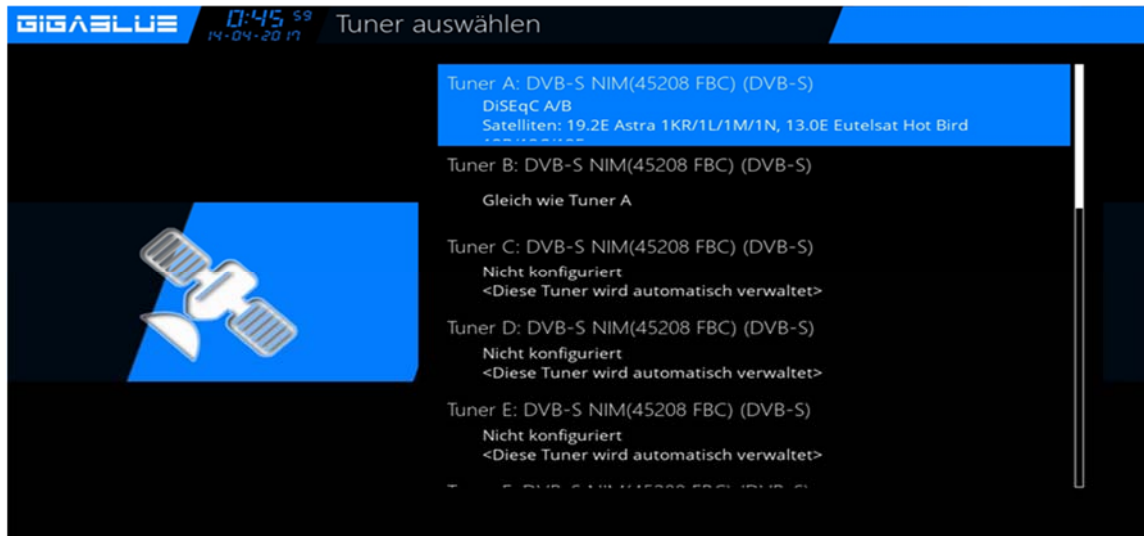 GIGABLUE
0:45 59
14-04-2017
Tuner auswählen
Tuner A: DVB-S NIM(45208 FBC) (DVB-S)
DiSEqC A/B
Satelliten: 19.2E Astra 1KR/1L/1M/1N, 13.0E Eutelsat Hot Bird
Tuner B: DVB-S NIM(45208 FBC) (DVB-S)
Gleich wie Tuner A
Tuner C: DVB-S NIM(45208 FBC) (DVB-S)
Nicht konfiguriert
<Diese Tuner wird automatisch verwaltet>
Tuner D: DVB-S NIM(45208 FBC) (DVB-S)
Nicht konfiguriert
<Diese Tuner wird automatisch verwaltet>
Tuner E: DVB-S NIM(45208 FBC) (DVB-S)
Nicht konfiguriert
<Diese Tuner wird automatisch verwaltet>